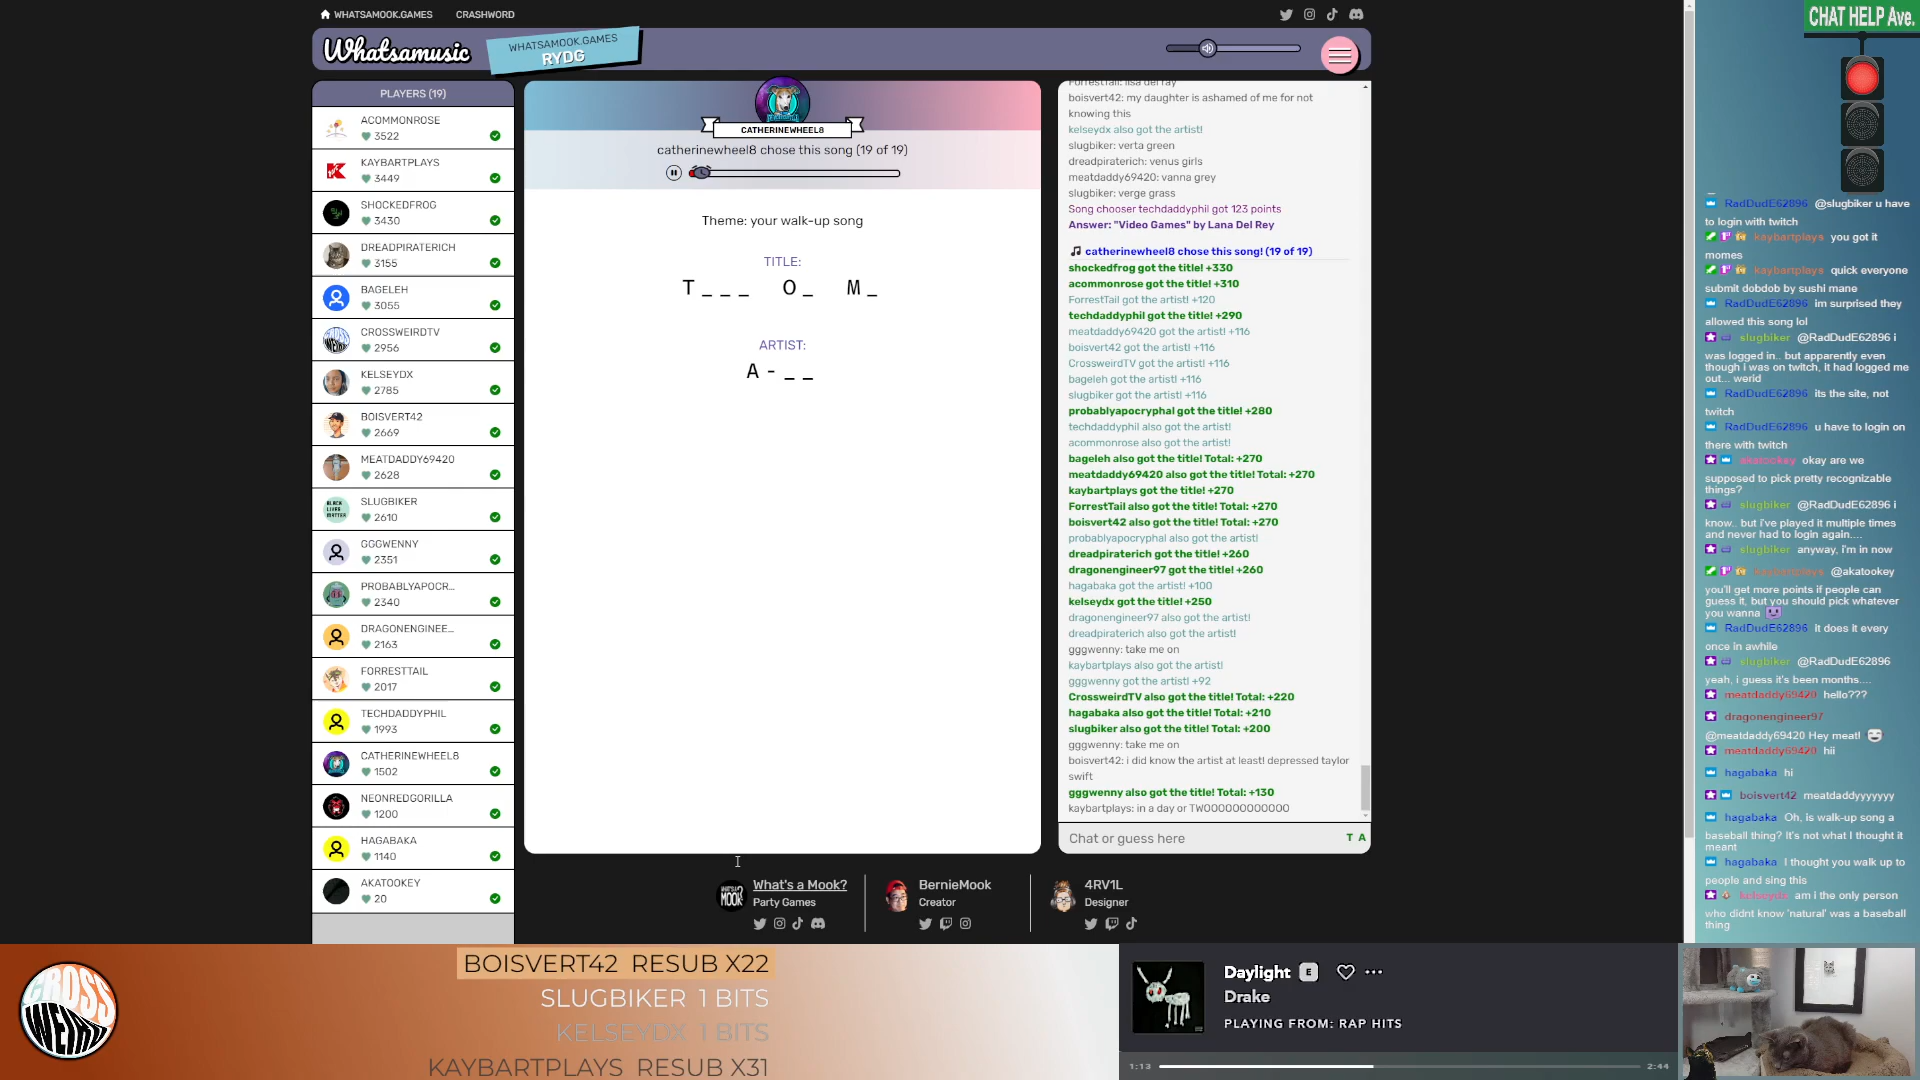 WHATSAMOOK.GAMES
CRASHWORD
Whatsamusic
WHATSAMOOK.GAMES
RYDG
PLAYERS (19)
ACOMMONROSE
3522
KAYBARTPLAYS
3449
SHOCKEDFROG
3430
DREADPIRATERICH
3155
BAGELEH
3055
CROSSWEIRDTV
2956
KELSEYDX
2785
BOISVERT42
2669
MEATDADDY69420
2628
SLUGBIKER
2610
GGGWENNY
2351
PROBABLYAPOCR...
2340
DRAGONENGINEE...
2163
FORRESTTAIL
2017
TECHDADDYPHIL
1993
CATHERINEWHEEL8
1502
NEONREDGORILLA
1200
HAGABAKA
1140
AKATOOKEY
20
CATHERINEWHEEL8
catherinewheel8 chose this song (19 of 19)
Theme: your walk-up song
TITLE:
T _ _ _ O _ M _
ARTIST:
A - _ _
ForrestTail: lisa del ray
boisvert42: my daughter is ashamed of me for not
knowing this
kelseydx also got the artist!
slugbiker: verta green
dreadpiraterich: venus girls
meatdaddy69420: vanna grey
slugbiker: verge grass
Song chooser techdaddyphil got 123 points
Answer: "Video Games" by Lana Del Rey
catherinewheel8 chose this song! (19 of 19)
shockedfrog got the title! +330
acommonrose got the title! +310
ForrestTail got the artist! +120
techdaddyphil got the title! +290
meatdaddy69420 got the artist! +116
boisvert42 got the artist! +116
CrossweirdTV got the artist! +116
bageleh got the artist! +116
slugbiker got the artist! +116
probablyapocryphal got the title! +280
techdaddyphil also got the artist!
acommonrose also got the artist!
bageleh also got the title! Total: +270
meatdaddy69420 also got the title! Total: +270
kaybartplays got the title! +270
ForrestTail also got the title! Total: +270
boisvert42 also got the title! Total: +270
probablyapocryphal also got the artist!
dreadpiraterich got the title! +260
dragonengineer97 got the title! +260
hagabaka got the artist! +100
kelseydx got the title! +250
dragonengineer97 also got the artist!
dreadpiraterich also got the artist!
gggwenny: take me on
kaybartplays also got the artist!
gggwenny got the artist! +92
CrossweirdTV also got the title! Total: +220
hagabaka also got the title! Total: +210
slugbiker also got the title! Total: +200
gggwenny: take me on
boisvert42: i did know the artist at least! depressed taylor
swift
gggwenny also got the title! Total: +130
kaybartplays: in a day or TWOOOOOOOOOOO
Chat or guess here
T A
WHAT'S A MOOK?
What's a Mook?
Party Games
BernieMook
Creator
4RV1L
Designer
CHAT HELP Ave.
RadDudE62896 @slugbiker u have
to login with twitch
kaybartplays you got it
momes
kaybartplays quick everyone
submit dobdob by sushi mane
RadDudE62896 im surprised they
allowed this song lol
slugbiker @RadDudE62896 i
was logged in.. but apparently even
though i was on twitch, it had logged me
out... werid
RadDudE62896 its the site, not
twitch
RadDudE62896 u have to login on
there with twitch
akatookey okay are we
supposed to pick pretty recognizable
things?
slugbiker @RadDudE62896 i
know.. but i've played it multiple times
and never had to login again....
slugbiker anyway, i'm in now
kaybartplays @akatookey
you'll get more points if people can
guess it, but you should pick whatever
you wanna
RadDudE62896 it does it every
once in awhile
slugbiker @RadDudE62896
yeah, i guess it's been months....
meatdaddy69420 hello???
dragonengineer97
@meatdaddy69420 Hey meat!
meatdaddy69420 hii
hagabaka hi
boisvert42 meatdaddyyyyyy
hagabaka Oh, is walk-up song a
baseball thing? It's not what I thought it
meant
hagabaka I thought you walk up to
people and sing this
kelseydx am i the only person
who didnt know 'natural' was a baseball
thing
CROSS
WEIRD
BOISVERT42 RESUB X22
SLUGBIKER 1 BITS
KELSEYDX 1 BITS
KAYBARTPLAYS RESUB X31
Daylight E
Drake
PLAYING FROM: RAP HITS
1:13
2:44